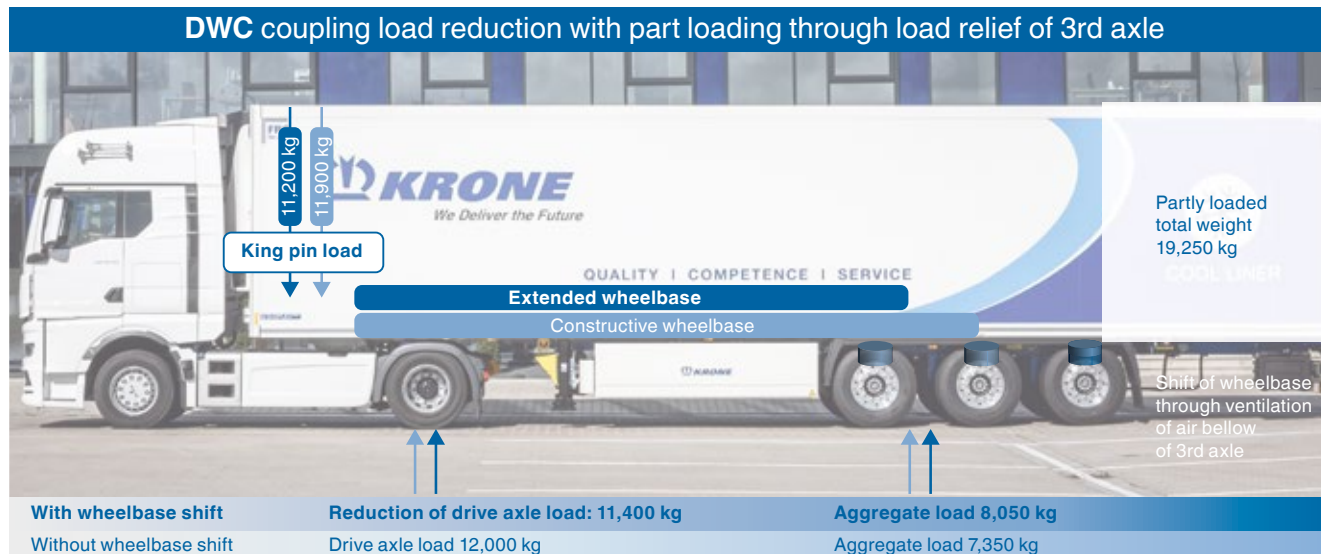 DWC coupling load reduction with part loading through load relief of 3rd axle
11,200 kg
11,900 kg
King pin load
KRONE
We Deliver the Future
QUALITY | COMPETENCE | SERVICE
Partly loaded
total weight
19,250 kg
COOL LINER
Extended wheelbase
Constructive wheelbase
KRONE
Shift of wheelbase
through ventilation
of air bellow
of 3rd axle
With wheelbase shift Reduction of drive axle load: 11,400 kg Aggregate load 8,050 kg
Without wheelbase shift Drive axle load 12,000 kg Aggregate load 7,350 kg